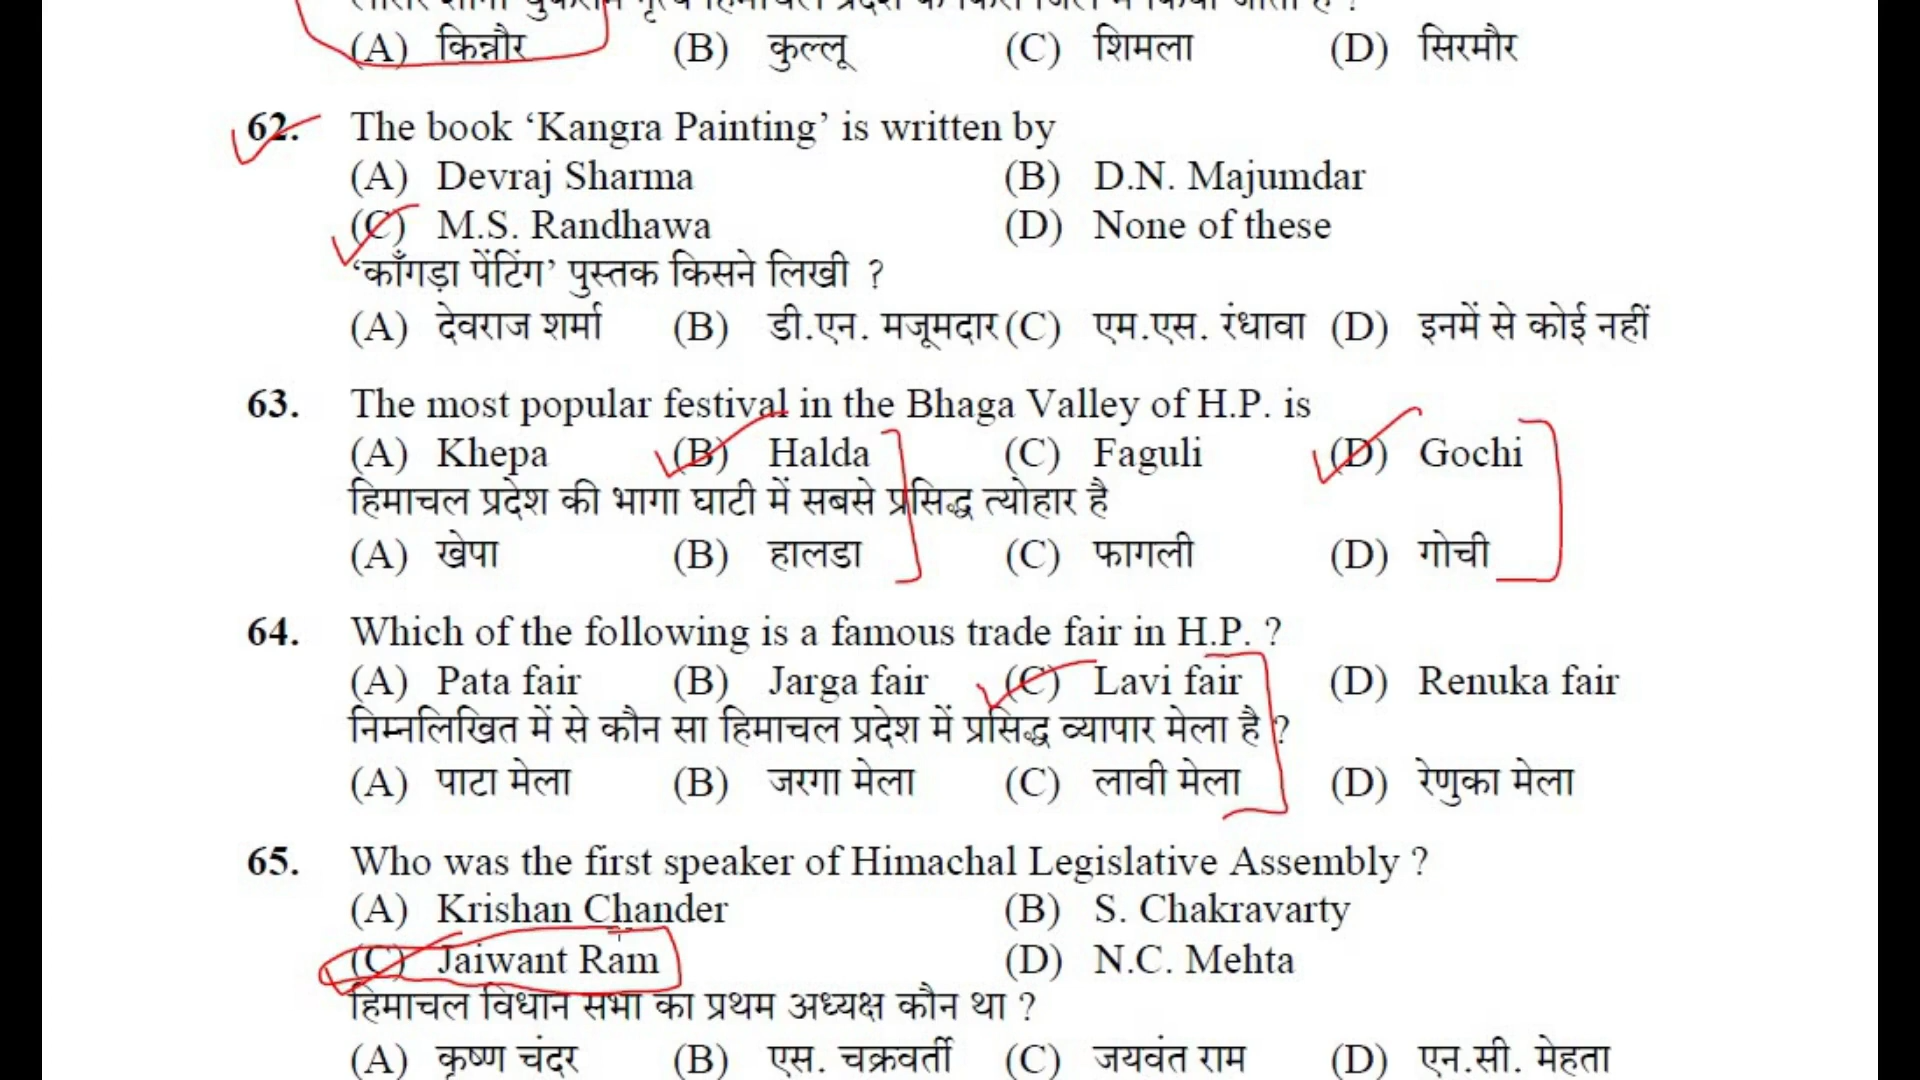 (A) किन्नौर (B) कुल्लू (C) शिमला (D) सिरमौर
62. The book ‘Kangra Painting’ is written by
(A) Devraj Sharma (B) D.N. Majumdar
(C) M.S. Randhawa (D) None of these
‘काँगड़ा पेंटिंग’ पुस्तक किसने लिखी ?
(A) देवराज शर्मा (B) डी.एन. मजूमदार (C) एम.एस. रंधावा (D) इनमें से कोई नहीं
63. The most popular festival in the Bhaga Valley of H.P. is
(A) Khepa (B) Halda (C) Faguli (D) Gochi
हिमाचल प्रदेश की भागा घाटी में सबसे प्रसिद्ध त्योहार है
(A) खेपा (B) हालडा (C) फागली (D) गोची
64. Which of the following is a famous trade fair in H.P. ?
(A) Pata fair (B) Jarga fair (C) Lavi fair (D) Renuka fair
निम्नलिखित में से कौन सा हिमाचल प्रदेश में प्रसिद्ध व्यापार मेला है ?
(A) पाटा मेला (B) जरगा मेला (C) लावी मेला (D) रेणुका मेला
65. Who was the first speaker of Himachal Legislative Assembly ?
(A) Krishan Chander (B) S. Chakravarty
(C) Jaiwant Ram (D) N.C. Mehta
हिमाचल विधान सभा का प्रथम अध्यक्ष कौन था ?
(A) कृष्ण चंदर (B) एस. चक्रवर्ती (C) जयवंत राम (D) एन.सी. मेहता